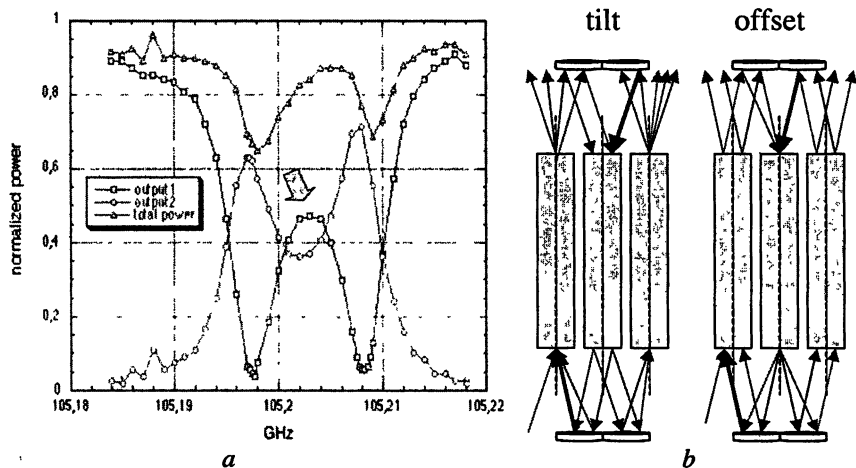 1
0,8
0,6
0,4
0,2
0
normalized power
output1
output2
total power
105,18
105,19
105,2
105,21
105,22
GHz
a
tilt
offset
b